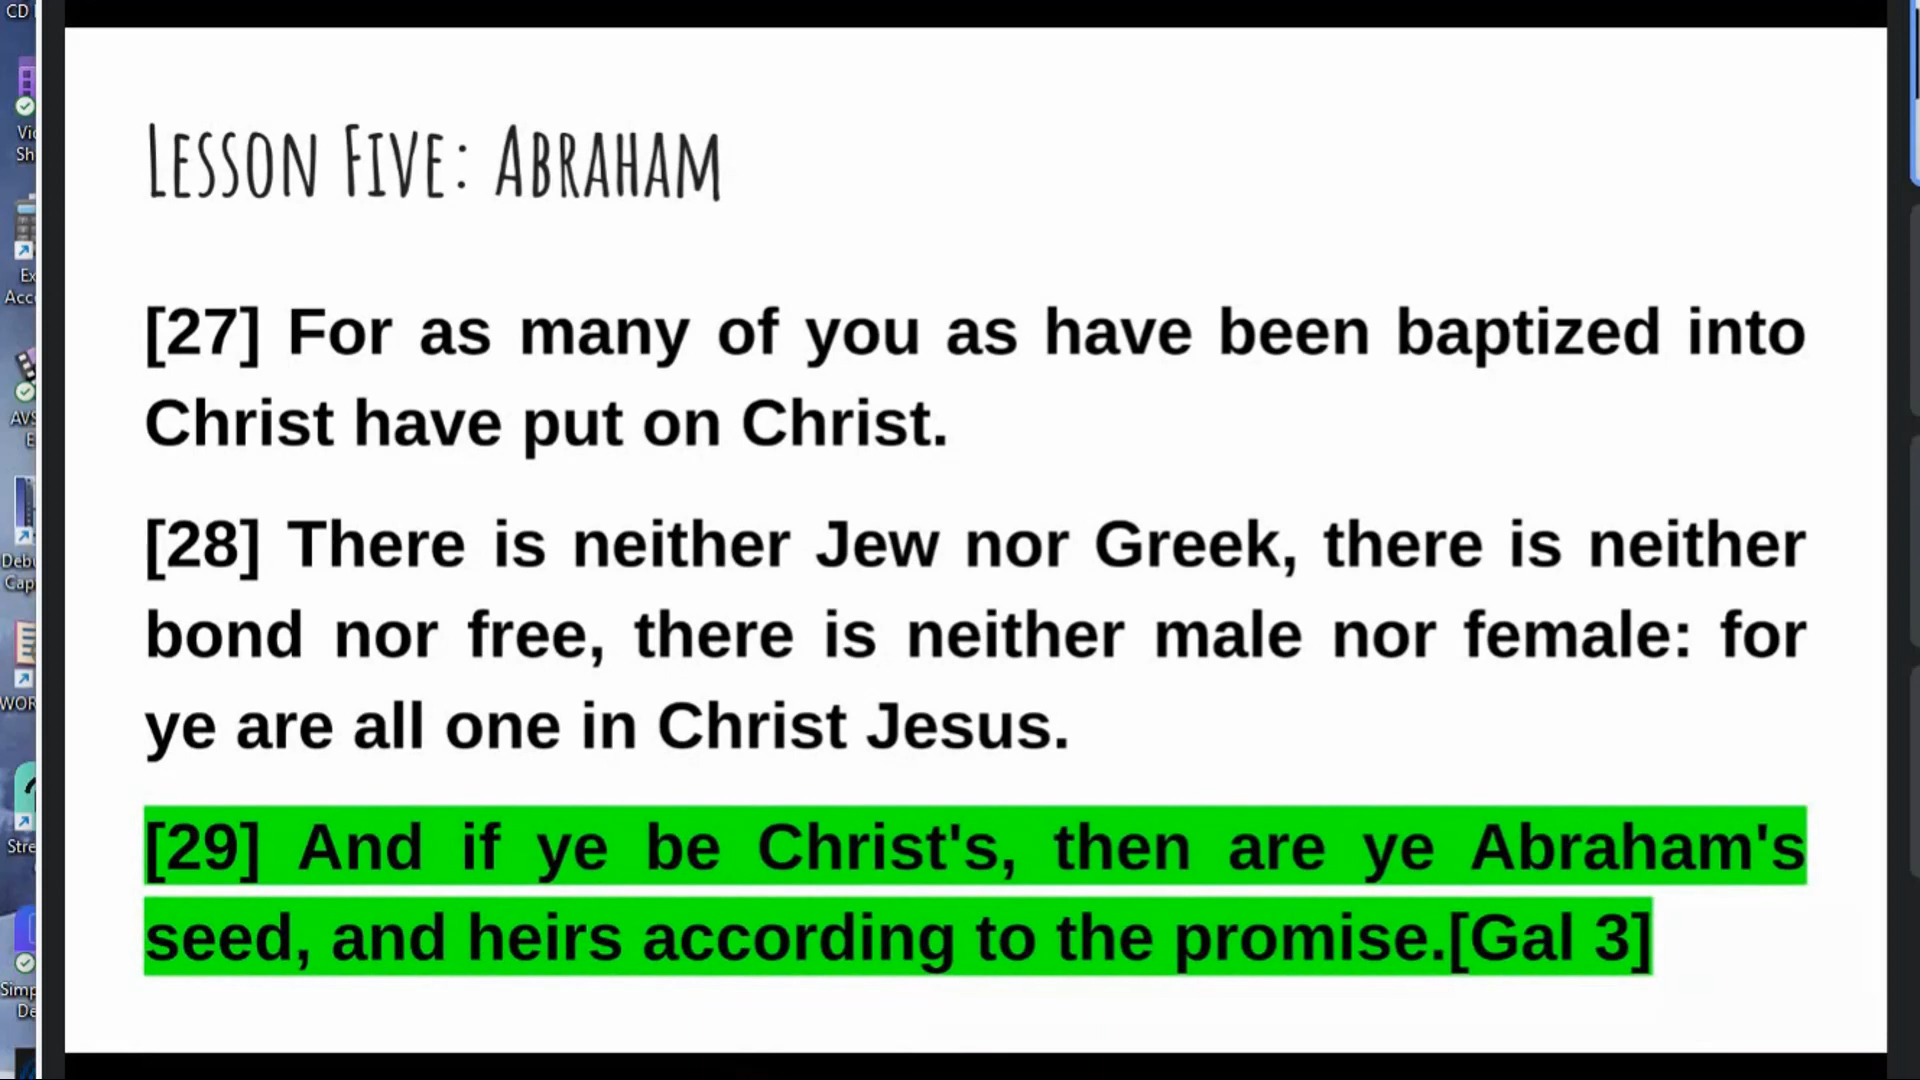 CD
Lesson Five: Abraham
[27] For as many of you as have been baptized into
Christ have put on Christ.
[28] There is neither Jew nor Greek, there is neither
bond nor free, there is neither male nor female: for
ye are all one in Christ Jesus.
[29] And if ye be Christ's, then are ye Abraham's
seed, and heirs according to the promise.[Gal 3]